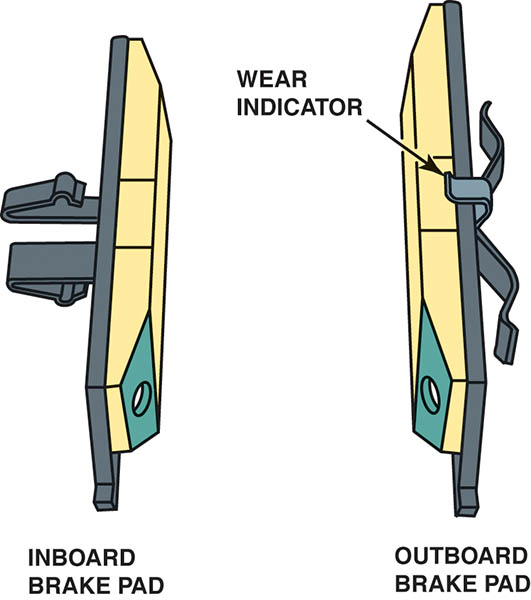 WEAR
INDICATOR
INBOARD
BRAKE PAD
OUTBOARD
BRAKE PAD